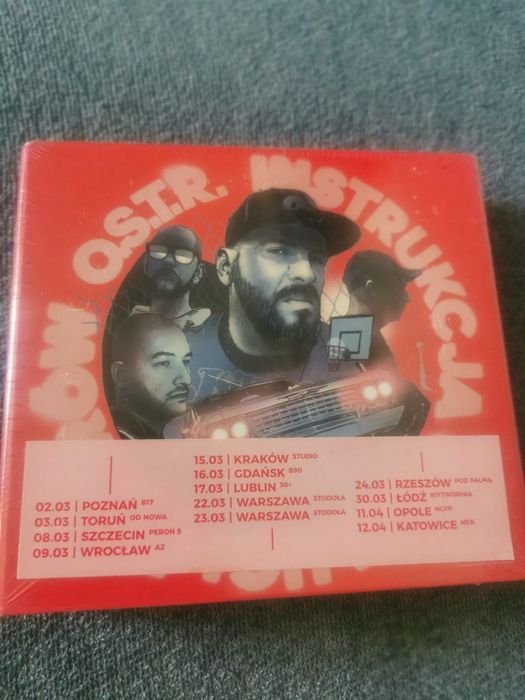 O.S.T.R. INSTRUKCJA
02.03 | POZNAŃ B17
03.03 | TORUŃ OD NOWA
08.03 | SZCZECIN PERON 5
09.03 | WROCŁAW A2
15.03 | KRAKÓW STUDIO
16.03 | GDAŃSK B90
17.03 | LUBLIN 30+
22.03 | WARSZAWA STODOŁA
23.03 | WARSZAWA STODOŁA
24.03 | RZESZÓW POD PALMĄ
30.03 | ŁÓDŹ WYTWÓRNIA
11.04 | OPOLE NCPP
12.04 | KATOWICE MCK